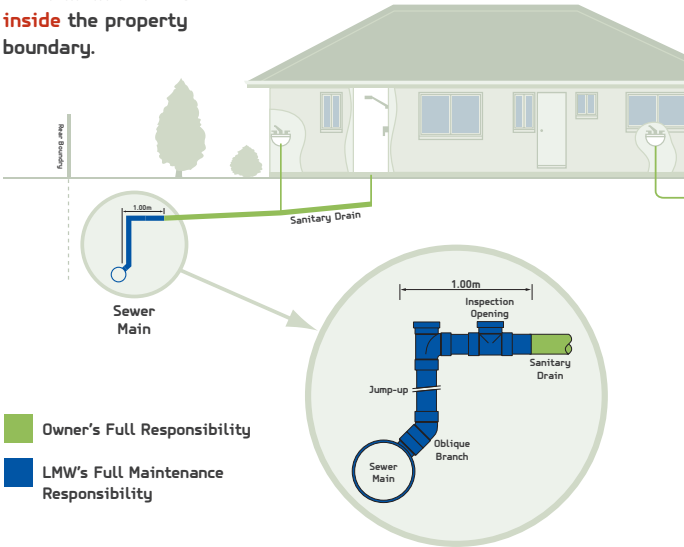 inside the property
boundary.
Rear Boundry
1.00m
Sanitary Drain
Sewer
Main
1.00m
Inspection
Opening
Sanitary
Drain
Jump-up
Oblique
Branch
Sewer
Main
Owner's Full Responsibility
LMW's Full Maintenance
Responsibility